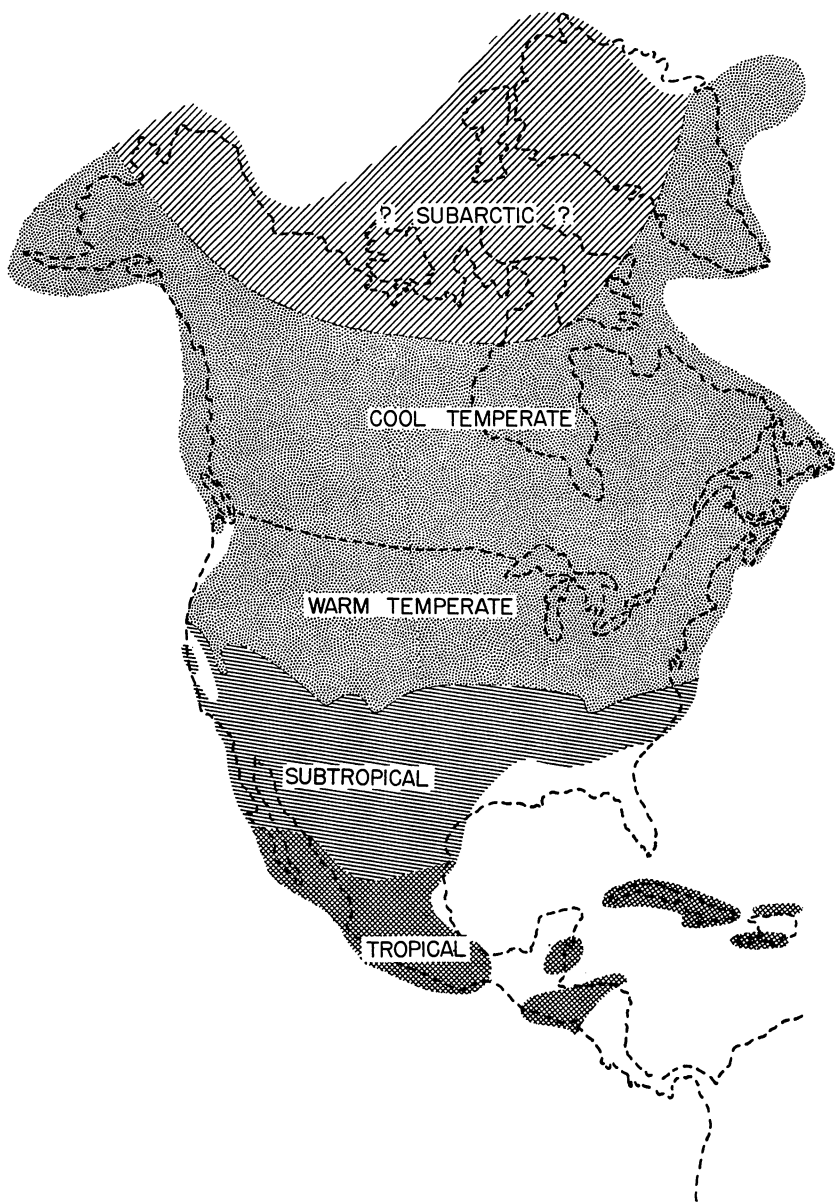 ? SUBARCTIC ?
COOL TEMPERATE
WARM TEMPERATE
SUBTROPICAL
TROPICAL